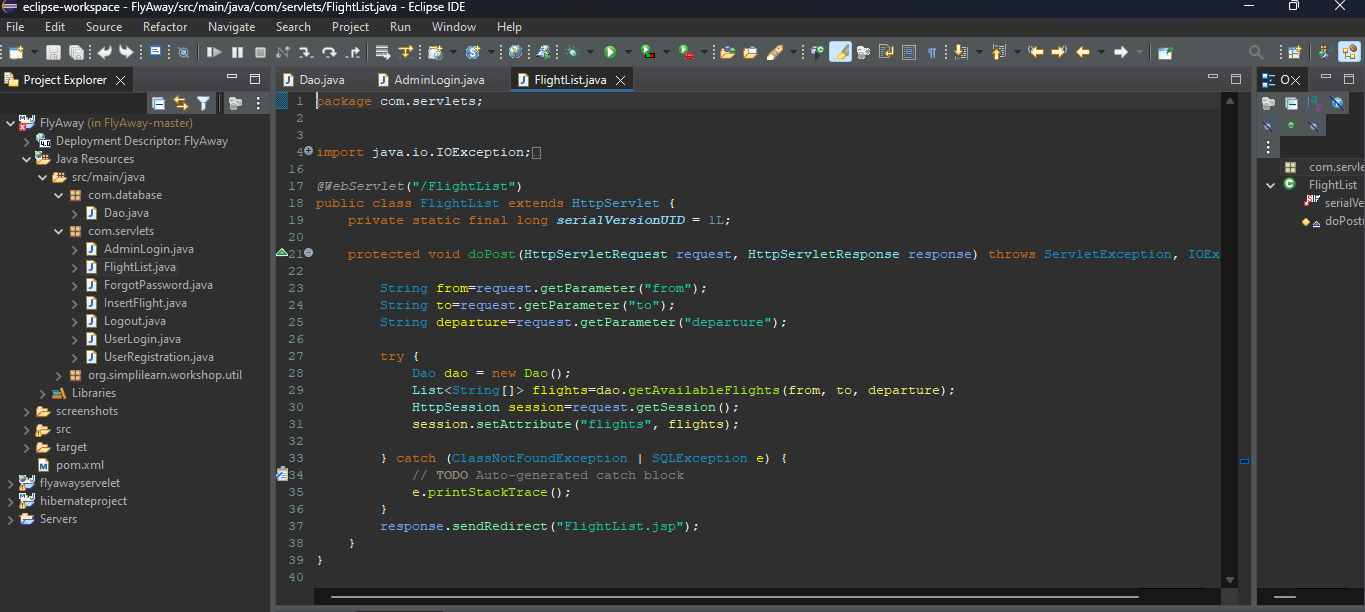 eclipse-workspace - FlyAway/src/main/java/com/servlets/FlightList.java - Eclipse IDE
File Edit Source Refactor Navigate Search Project Run Window Help
Project Explorer
FlyAway (in FlyAway-master)
Deployment Descriptor: FlyAway
Java Resources
src/main/java
com.database
Dao.java
com.servlets
AdminLogin.java
FlightList.java
ForgotPassword.java
InsertFlight.java
Logout.java
UserLogin.java
UserRegistration.java
org.simplilearn.workshop.util
Libraries
screenshots
src
target
pom.xml
flyawayservelet
hibernateproject
Servers
Dao.java AdminLogin.java FlightList.java
1 package com.servlets;
2
3
4 import java.io.IOException;
16
17 @WebServlet("/FlightList")
18 public class FlightList extends HttpServlet {
19 private static final long serialVersionUID = 1L;
20
21 protected void doPost(HttpServletRequest request, HttpServletResponse response) throws ServletException, IOEx
22
23 String from=request.getParameter("from");
24 String to=request.getParameter("to");
25 String departure=request.getParameter("departure");
26
27 try {
28 Dao dao = new Dao();
29 List<String[]> flights=dao.getAvailableFlights(from, to, departure);
30 HttpSession session=request.getSession();
31 session.setAttribute("flights", flights);
32
33 } catch (ClassNotFoundException | SQLException e) {
34 // TODO Auto-generated catch block
35 e.printStackTrace();
36 }
37 response.sendRedirect("FlightList.jsp");
38 }
39 }
40
O
com.servle
FlightList
serialVe
doPost(